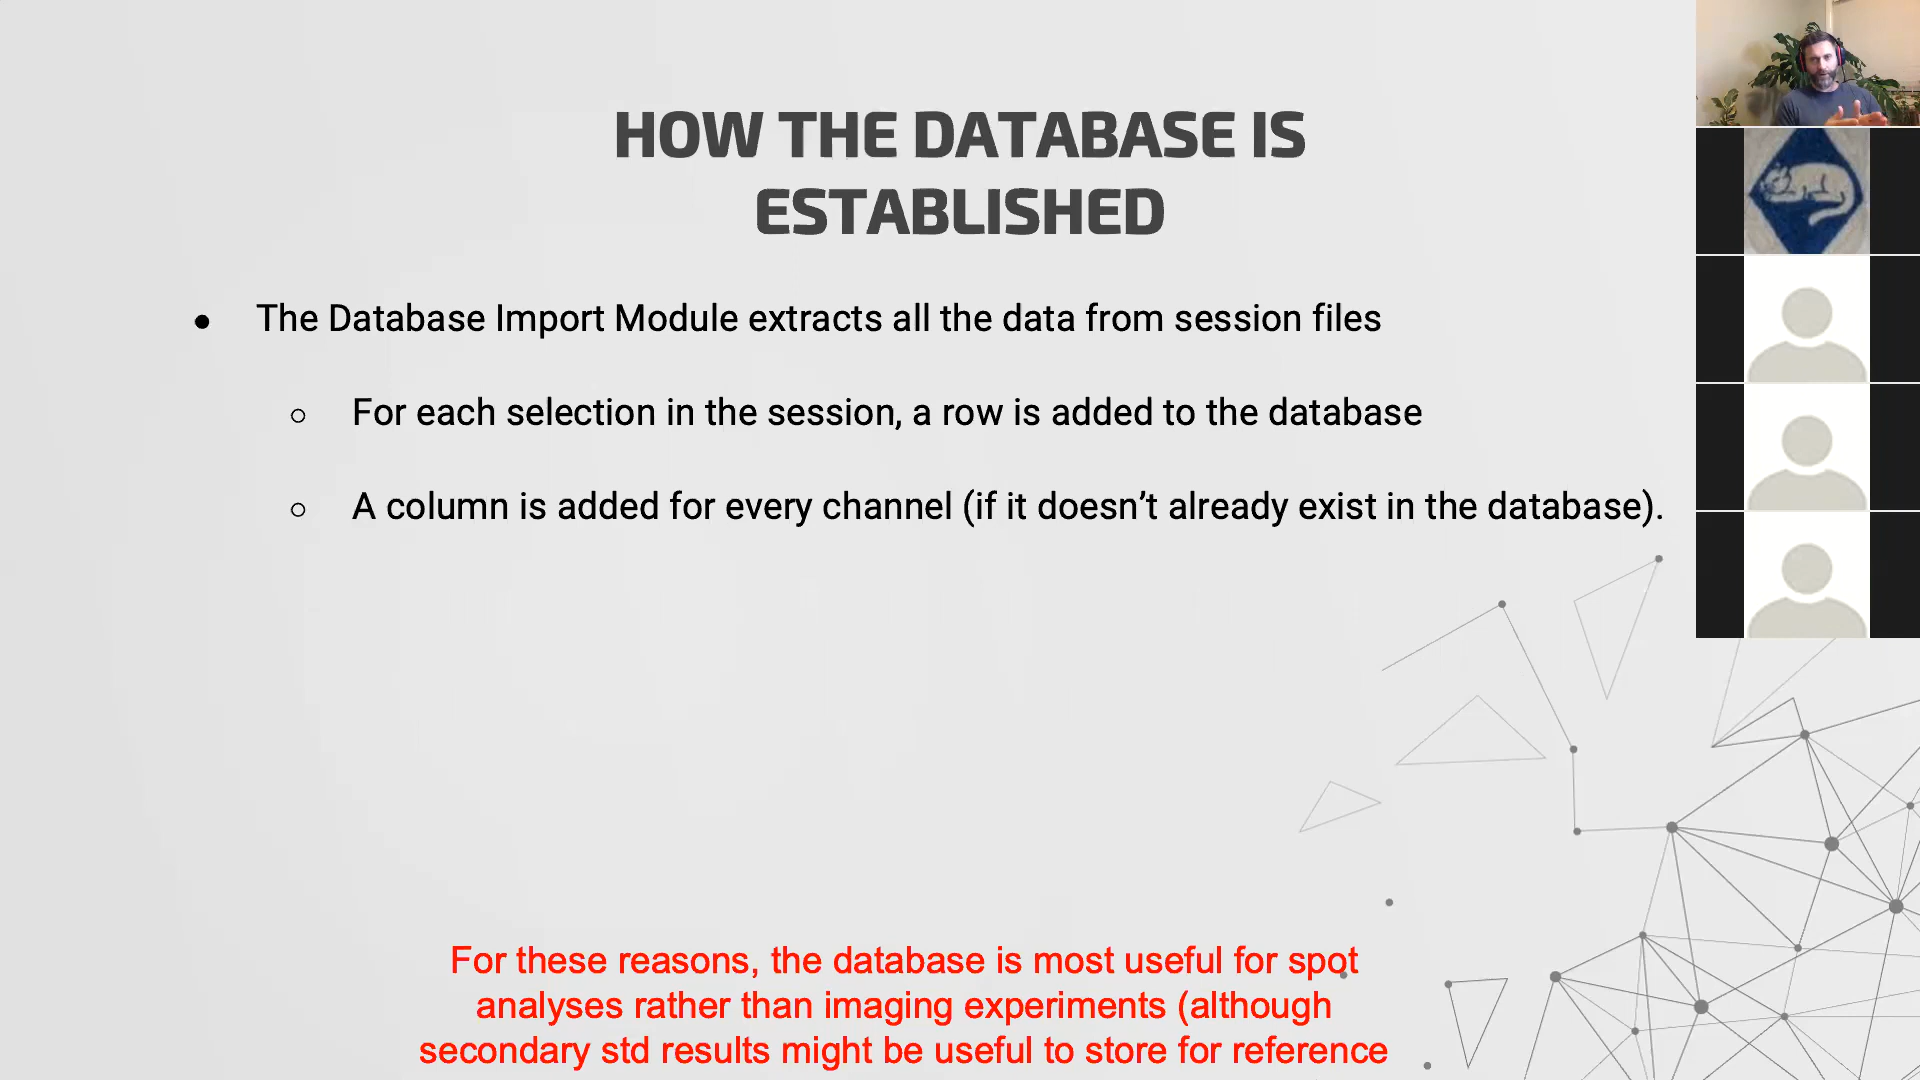 HOW THE DATABASE IS
ESTABLISHED
● The Database Import Module extracts all the data from session files
○ For each selection in the session, a row is added to the database
○ A column is added for every channel (if it doesn’t already exist in the database).
For these reasons, the database is most useful for spot
analyses rather than imaging experiments (although
secondary std results might be useful to store for reference